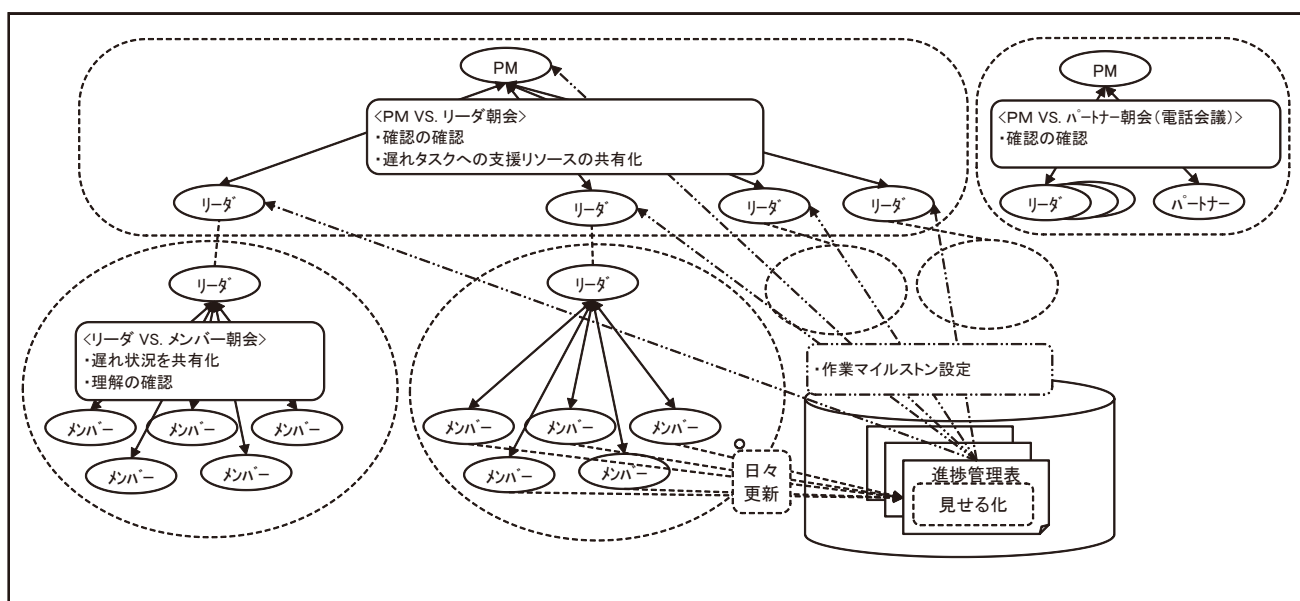 PM
<PM VS. リーダ朝会>
・確認の確認
・遅れタスクへの支援リソースの共有化
リーダ
リーダ
リーダ
リーダ
PM
<PM VS. パートナー朝会(電話会議)>
・確認の確認
リーダ
パートナー
リーダ
<リーダ VS. メンバー朝会>
・遅れ状況を共有化
・理解の確認
メンバー
メンバー
メンバー
メンバー
メンバー
リーダ
メンバー
メンバー
メンバー
メンバー
メンバー
日々
更新
・作業マイルストン設定
進捗管理表
見せる化